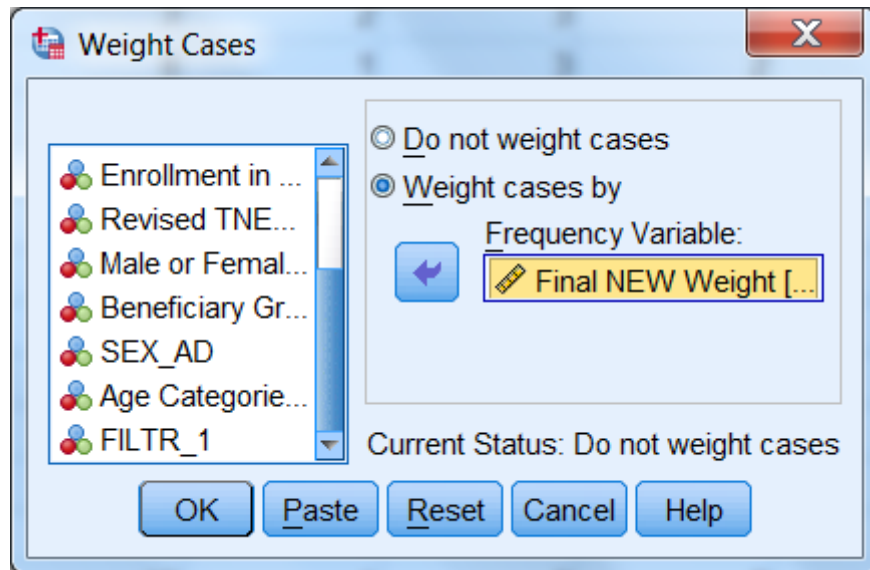 Weight Cases
Enrollment in ...
Revised TNE...
Male or Femal...
Beneficiary Gr...
SEX_AD
Age Categorie...
FILTR_1
Do not weight cases
Weight cases by
Frequency Variable:
Final NEW Weight [...
Current Status: Do not weight cases
OK Paste Reset Cancel Help